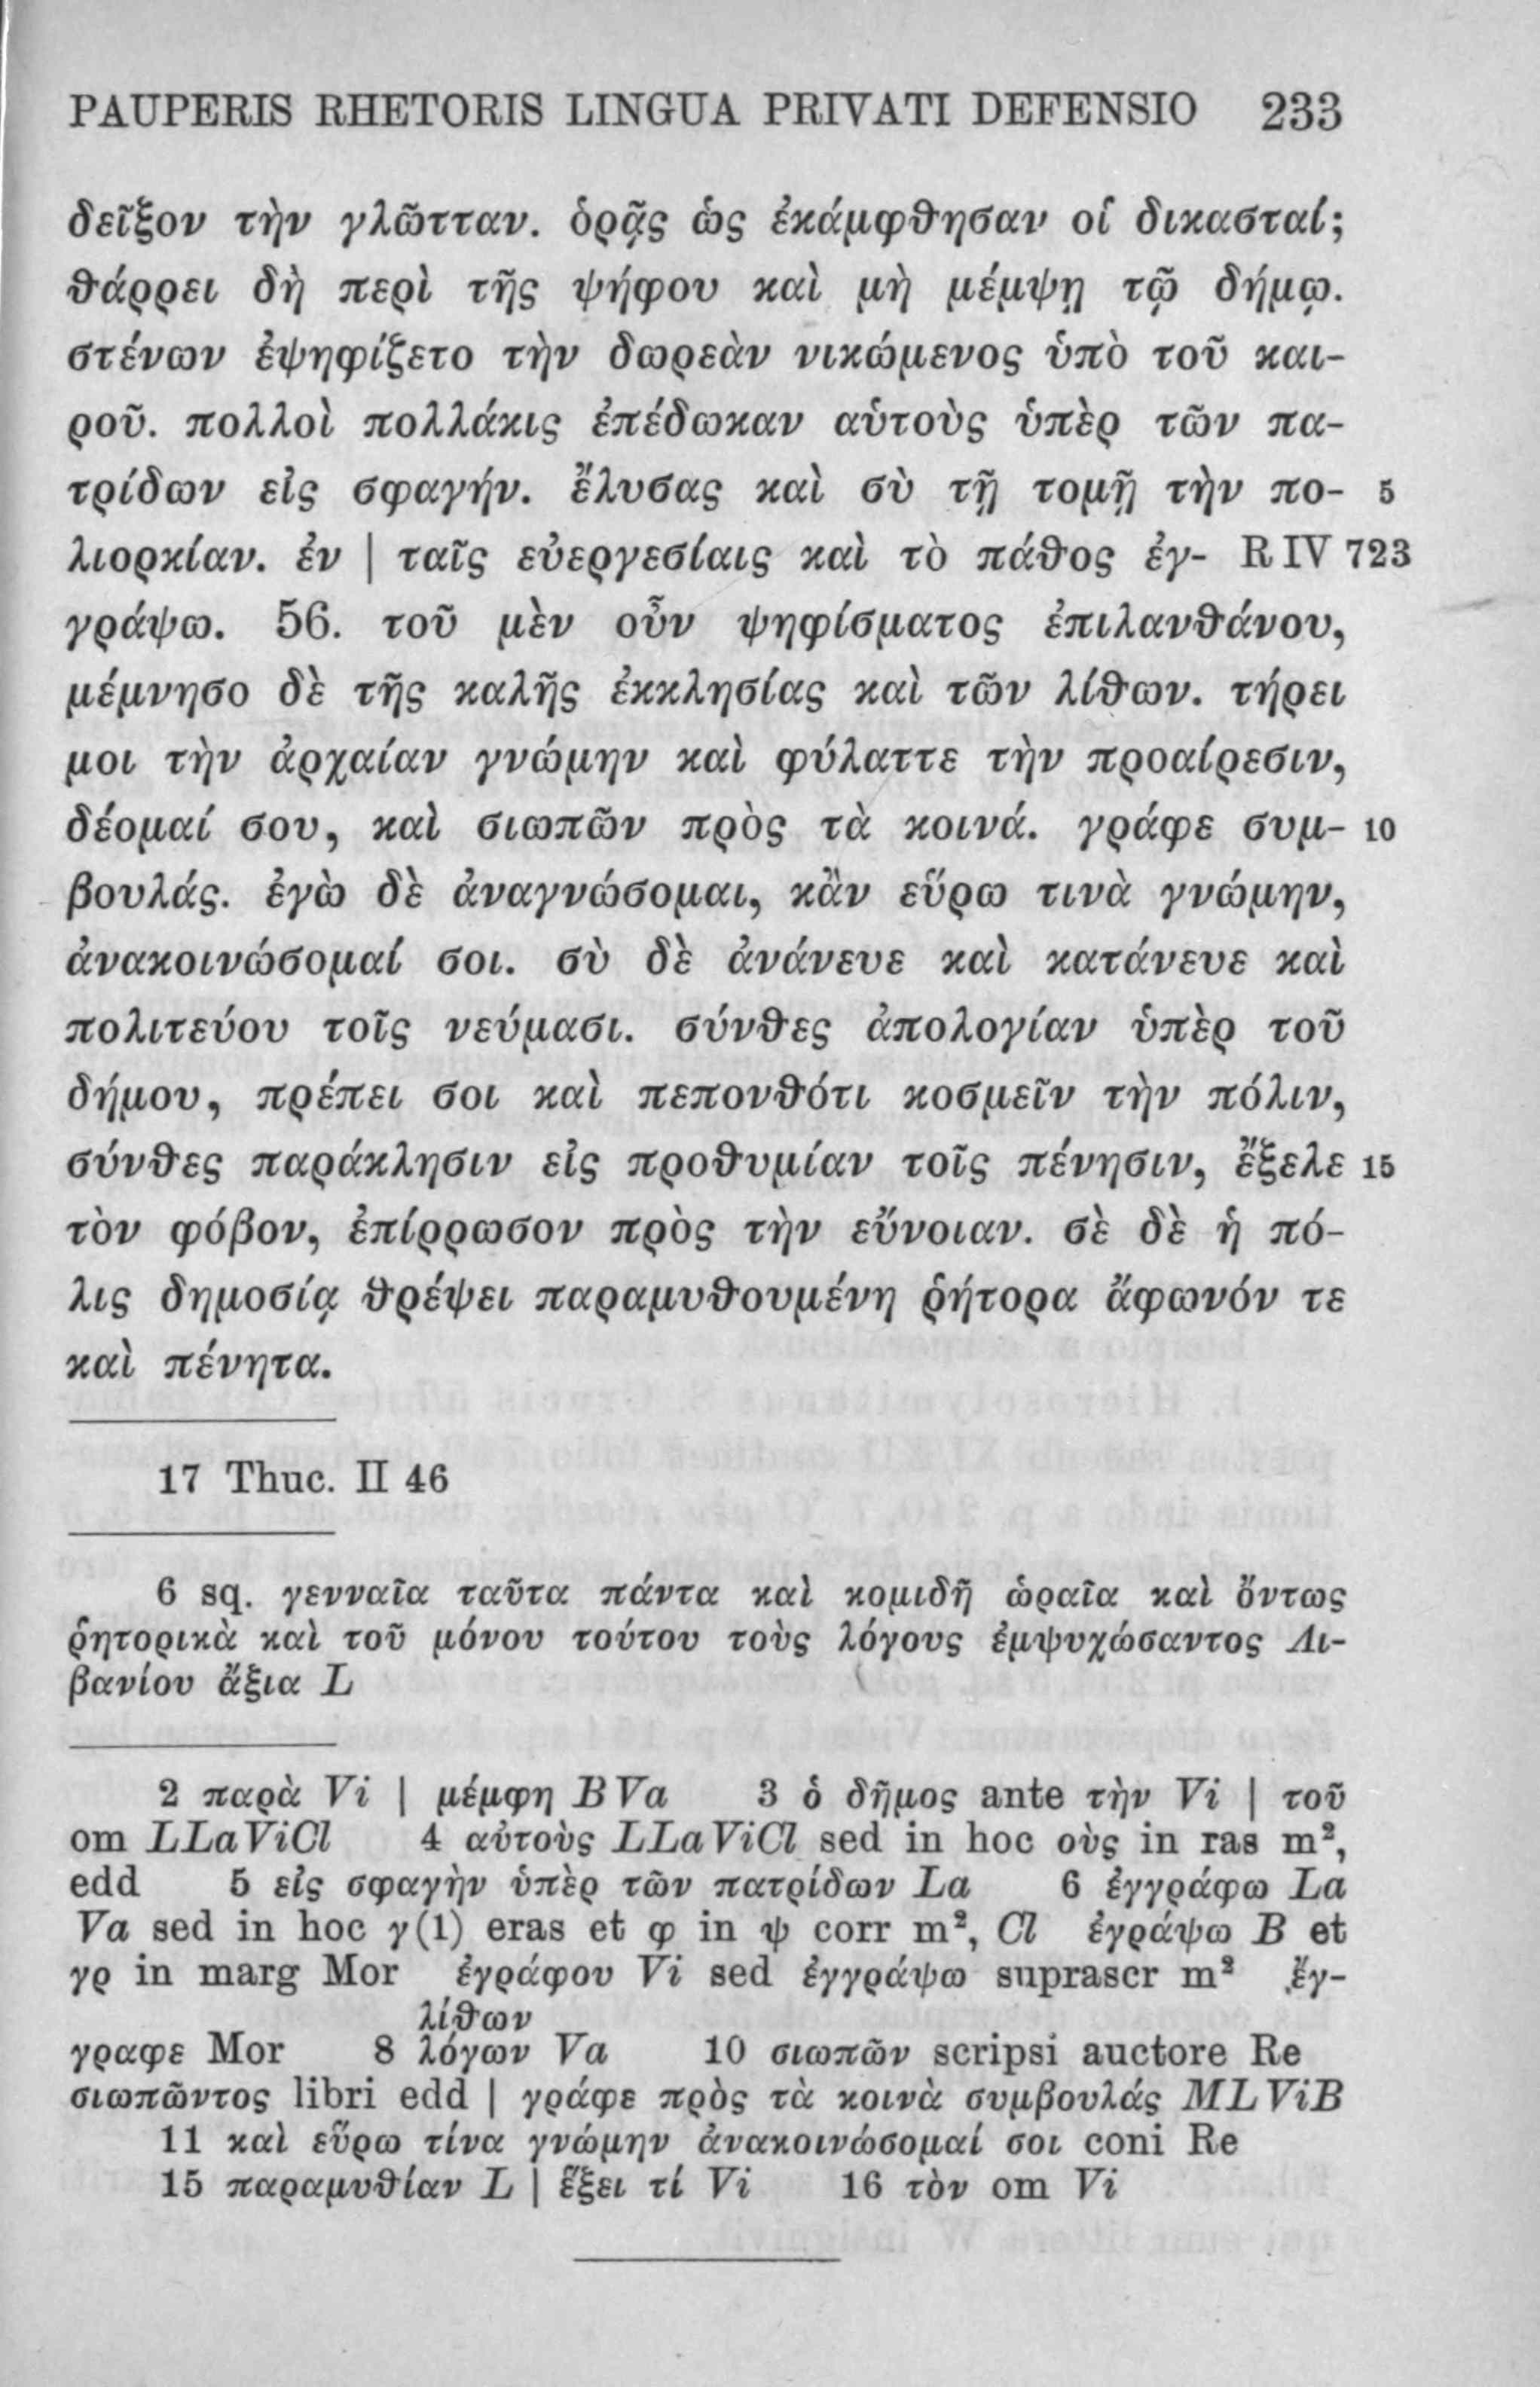 PAUPERIS RHETORIS LINGUA PRIVATI DEFENSIO 233
δεῖξον τὴν γλῶτταν. ὁρᾷς ὡς ἐκάμφθησαν οἱ δικασταί;
θάρρει δὴ περὶ τῆς ψήφου καὶ μὴ μέμψῃ τῷ δήμῳ.
στένων ἐψηφίζετο τὴν δωρεὰν νικώμενος ὑπὸ τοῦ και-
ροῦ. πολλοὶ πολλάκις ἐπέδωκαν αὑτοὺς ὑπὲρ τῶν πα-
τρίδων εἰς σφαγήν. ἔλυσας καὶ σὺ τῇ τομῇ τὴν πο- 5
λιορκίαν. ἐν | ταῖς εὐεργεσίαις καὶ τὸ πάθος ἐγ- R IV 723
γράψω. 56. τοῦ μὲν οὖν ψηφίσματος ἐπιλανθάνου,
μέμνησο δὲ τῆς καλῆς ἐκκλησίας καὶ τῶν λίθων. τήρει
μοι τὴν ἀρχαίαν γνώμην καὶ φύλαττε τὴν προαίρεσιν,
δέομαί σου, καὶ σιωπῶν πρὸς τὰ κοινά. γράφε συμ- 10
βουλάς. ἐγὼ δὲ ἀναγνώσομαι, κἂν εὕρω τινὰ γνώμην,
ἀνακοινώσομαί σοι. σὺ δὲ ἀνάνευε καὶ κατάνευε καὶ
πολιτεύου τοῖς νεύμασι. σύνθες ἀπολογίαν ὑπὲρ τοῦ
δήμου, πρέπει σοι καὶ πεπονθότι κοσμεῖν τὴν πόλιν,
σύνθες παράκλησιν εἰς προθυμίαν τοῖς πένησιν, ἔξελε 15
τὸν φόβον, ἐπίρρωσον πρὸς τὴν εὔνοιαν. σὲ δὲ ἡ πό-
λις δημοσίᾳ θρέψει παραμυθουμένη ῥήτορα ἄφωνόν τε
καὶ πένητα.
17 Thuc. II 46
6 sq. γενναῖα ταῦτα πάντα καὶ κομιδῆ ὡραῖα καὶ ὄντως
ῥητορικὰ καὶ τοῦ μόνου τούτου τοὺς λόγους ἐμψυχώσαντος Λι-
βανίου ἄξια L
2 παρὰ Vi | μέμφη B Va 3 ὁ δῆμος ante τὴν Vi | τοῦ
om LLaViCl 4 αὐτοὺς LLaViCl sed in hoc οὑς in ras m², 
edd 5 εἰς σφαγὴν ὑπὲρ τῶν πατρίδων La 6 ἐγγράφω La
Va sed in hoc γ(1) eras et φ in ψ corr m², Cl ἐγράψω B et
γρ in marg Mor ἐγράφου Vi sed ἐγγράψω suprascr m² ἔγ-
λίθων
γραφε Mor 8 λόγων Va 10 σιωπῶν scripsi auctore Re
σιωπῶντος libri edd | γράφε πρὸς τὰ κοινὰ συμβουλάς MLViB
11 καὶ εὕρω τίνα γνώμην ἀνακοινώσομαί σοι coni Re
15 παραμυθίαν L | ἔξει τί Vi 16 τὸν om Vi